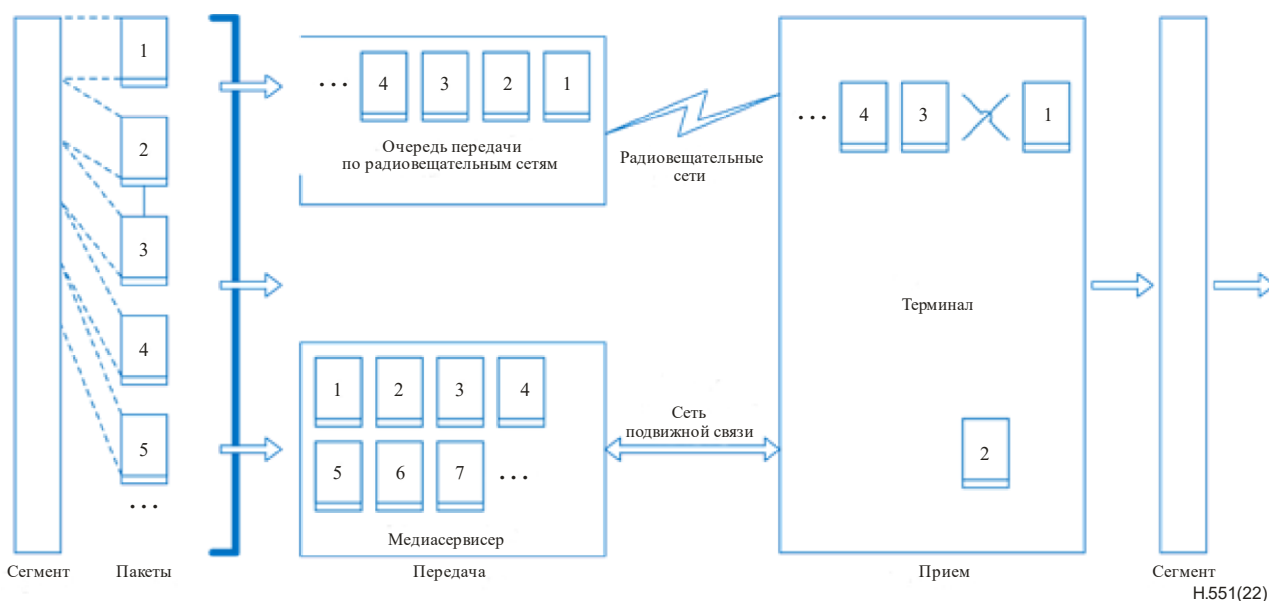 1
2
3
4
5
...
... 4 3 2 1
Очередь передачи
по радиовещательным сетям
Радиовещательные
сети
... 4 3 1
Терминал
1 2 3 4
5 6 7 ...
Медиасервисер
Сеть
подвижной связи
2
Сегмент Пакеты Передача Прием Сегмент
H.551(22)